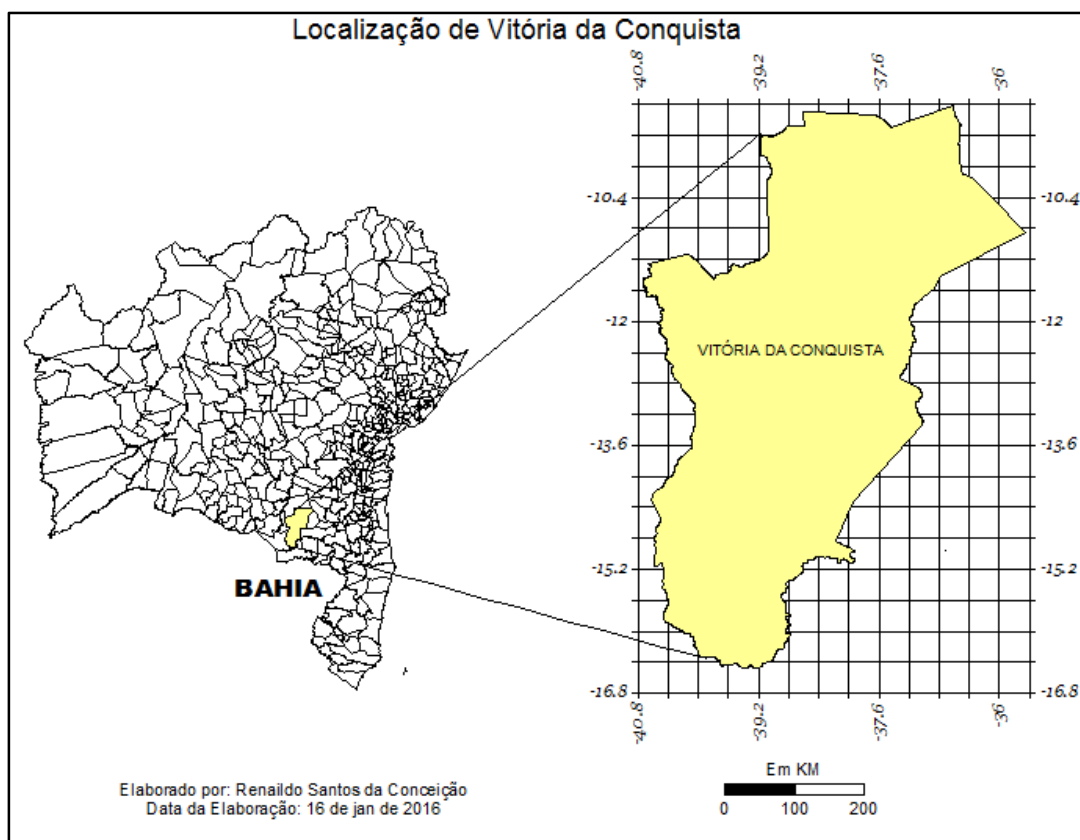 Localização de Vitória da Conquista
-40.8 -39.2 -37.6 -36
-10.4 -10.4
-12 -12
VITÓRIA DA CONQUISTA
-13.6 -13.6
-15.2 -15.2
BAHIA
-16.8 -16.8
-40.8 -39.2 -37.6 -36
Em KM
0 100 200
Elaborado por: Renaildo Santos da Conceição
Data da Elaboração: 16 de jan de 2016